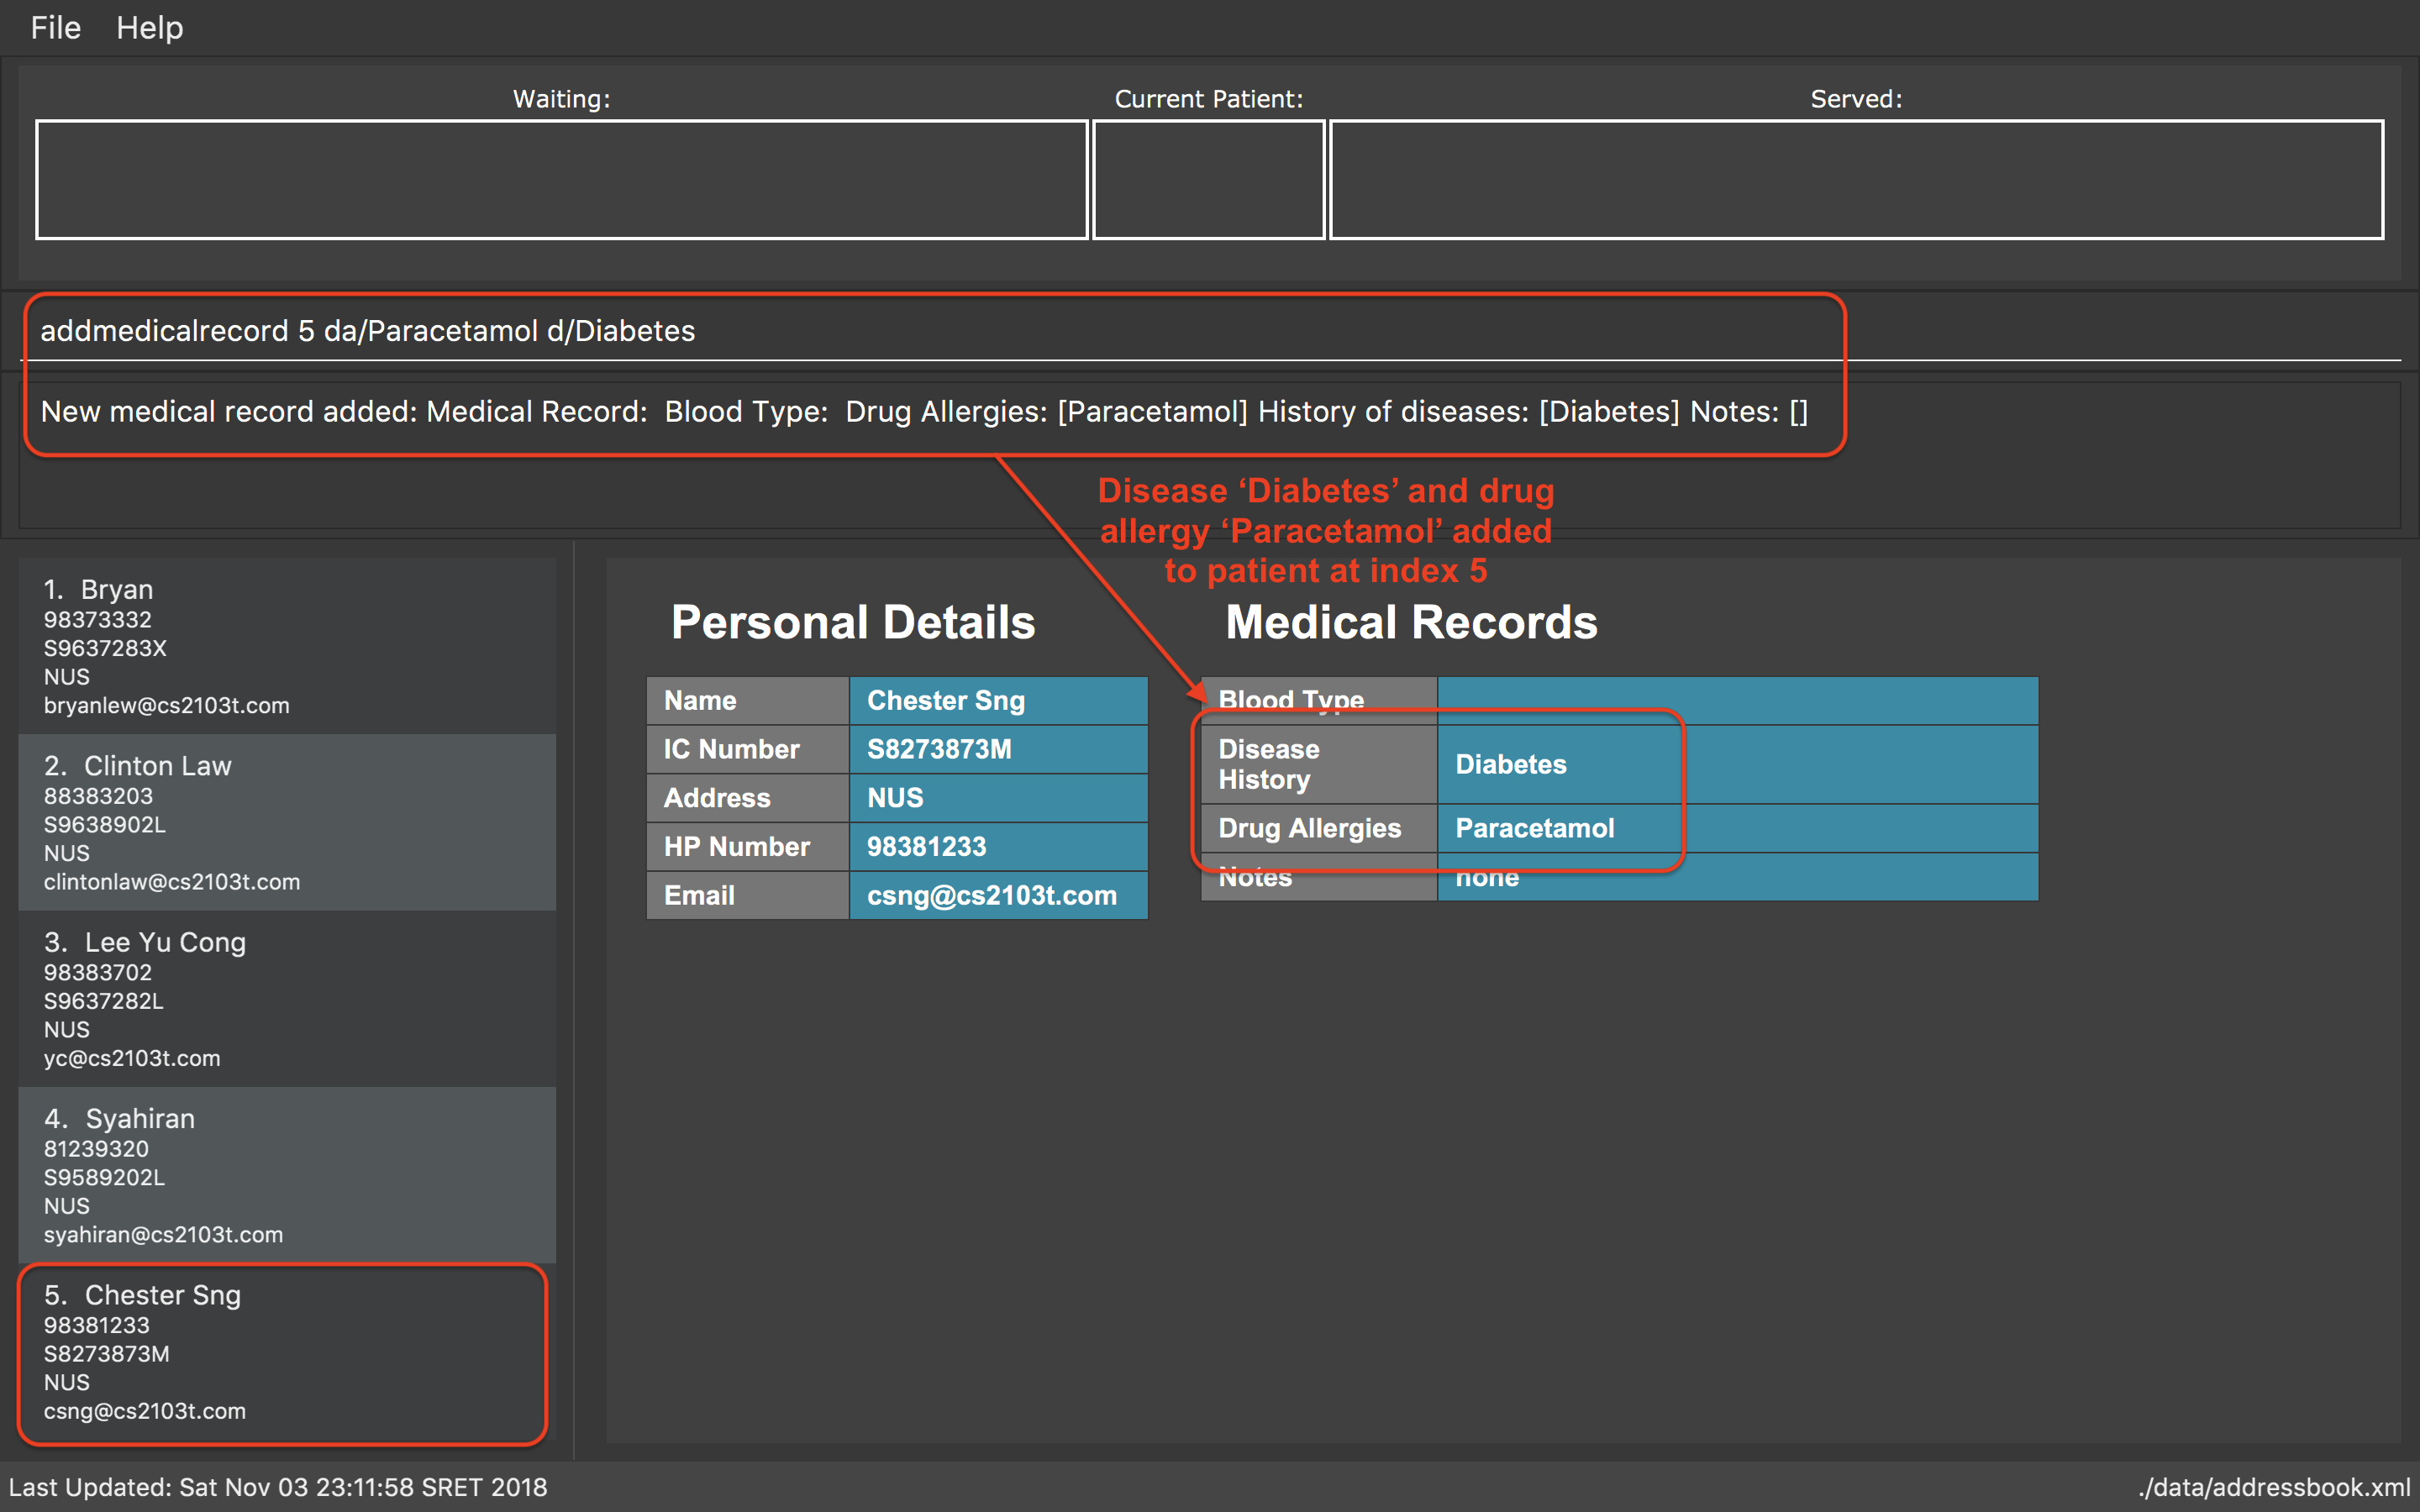 File Help
Waiting: Current Patient: Served:
addmedicalrecord 5 da/Paracetamol d/Diabetes
New medical record added: Medical Record:  Blood Type:  Drug Allergies: [Paracetamol] History of diseases: [Diabetes] Notes: []
Disease ‘Diabetes’ and drug
allergy ‘Paracetamol’ added
to patient at index 5
1. Bryan
98373332
S9637283X
NUS
bryanlew@cs2103t.com
2. Clinton Law
88383203
S9638902L
NUS
clintonlaw@cs2103t.com
3. Lee Yu Cong
98383702
S9637282L
NUS
yc@cs2103t.com
4. Syahiran
81239320
S9589202L
NUS
syahiran@cs2103t.com
5. Chester Sng
98381233
S8273873M
NUS
csng@cs2103t.com
Personal Details
Name Chester Sng
IC Number S8273873M
Address NUS
HP Number 98381233
Email csng@cs2103t.com
Medical Records
Blood Type
Disease
History
Diabetes
Drug Allergies Paracetamol
Notes none
Last Updated: Sat Nov 03 23:11:58 SRET 2018
./data/addressbook.xml